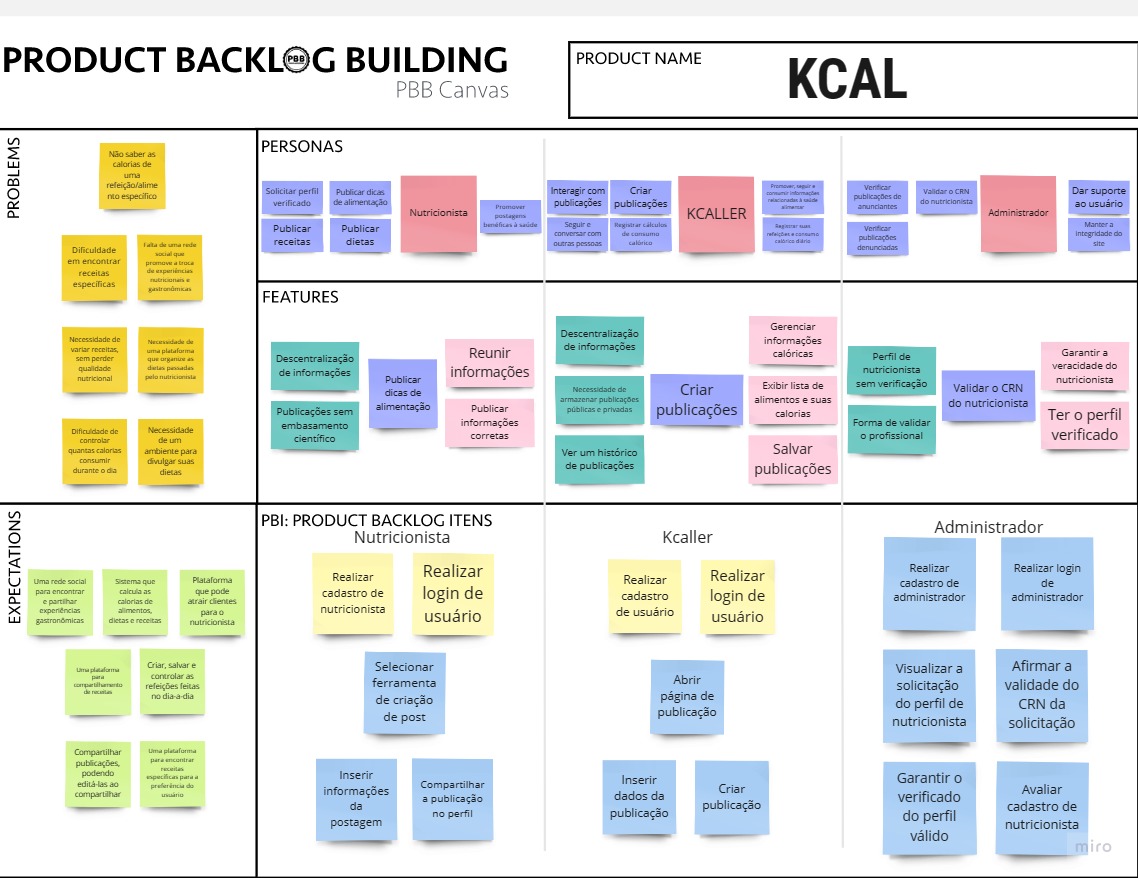 PRODUCT BACKLOG BUILDING
PBB
PBB Canvas
PRODUCT NAME
KCAL
PROBLEMS
Não saber as
calorias de
uma
refeição/alime
nto específico
Dificuldade
em encontrar
receitas
específicas
Falta de uma rede
social que
promove a troca
de experiências
nutricionais e
gastronômicas
Necessidade de
variar receitas,
sem perder
qualidade
nutricional
Necessidade de
uma plataforma
que organize as
dietas passadas
pelo nutricionista
Dificuldade de
controlar
quantas calorias
consumir
durante o dia
Necessidade
de um
ambiente para
divulgar suas
dietas
PERSONAS
Solicitar perfil
verificado
Publicar dicas
de alimentação
Publicar
receitas
Publicar
dietas
Nutricionista
Promover
postagens
benéficas à saúde
Interagir com
publicações
Criar
publicações
Seguir e
conversar com
outras pessoas
Registrar cálculos
de consumo
calórico
KCALLER
Promover, seguir e
consumir informações
relacionadas à saúde
alimentar
Registrar suas
refeições e consumo
calórico diário
Verificar
publicações de
anunciantes
Validar o CRN
do nutricionista
Verificar
publicações
denunciadas
Administrador
Dar suporte
ao usuário
Manter a
integridade do
site
FEATURES
Descentralização
de informações
Publicações sem
embasamento
científico
Publicar
dicas de
alimentação
Reunir
informações
Publicar
informações
corretas
Descentralização
de informações
Necessidade de
armazenar publicações
públicas e privadas
Ver um histórico
de publicações
Criar
publicações
Gerenciar
informações
calóricas
Exibir lista de
alimentos e suas
calorias
Salvar
publicações
Perfil de
nutricionista
sem verificação
Forma de validar
o profissional
Validar o CRN
do nutricionista
Garantir a
veracidade do
nutricionista
Ter o perfil
verificado
EXPECTATIONS
Uma rede social
para encontrar
e partilhar
experiências
gastronômicas
Sistema que
calcula as
calorias de
alimentos,
dietas e receitas
Plataforma
que pode
atrair clientes
para o
nutricionista
Uma plataforma
para
compartilhamento
de receitas
Criar, salvar e
controlar as
refeições feitas
no dia-a-dia
Compartilhar
publicações,
podendo
editá-las ao
compartilhar
Uma plataforma
para encontrar
receitas
específicas para a
preferência do
usuário
PBI: PRODUCT BACKLOG ITENS
Nutricionista
Realizar
cadastro de
nutricionista
Realizar
login de
usuário
Selecionar
ferramenta
de criação
de post
Inserir
informações
da
postagem
Compartilhar
a publicação
no perfil
Kcaller
Realizar
cadastro
de usuário
Realizar
login de
usuário
Abrir
página de
publicação
Inserir
dados da
publicação
Criar
publicação
Administrador
Realizar
cadastro de
administrador
Realizar login
de
administrador
Visualizar a
solicitação
do perfil de
nutricionista
Afirmar a
validade do
CRN da
solicitação
Garantir o
verificado
do perfil
válido
Avaliar
cadastro de
nutricionista
miro